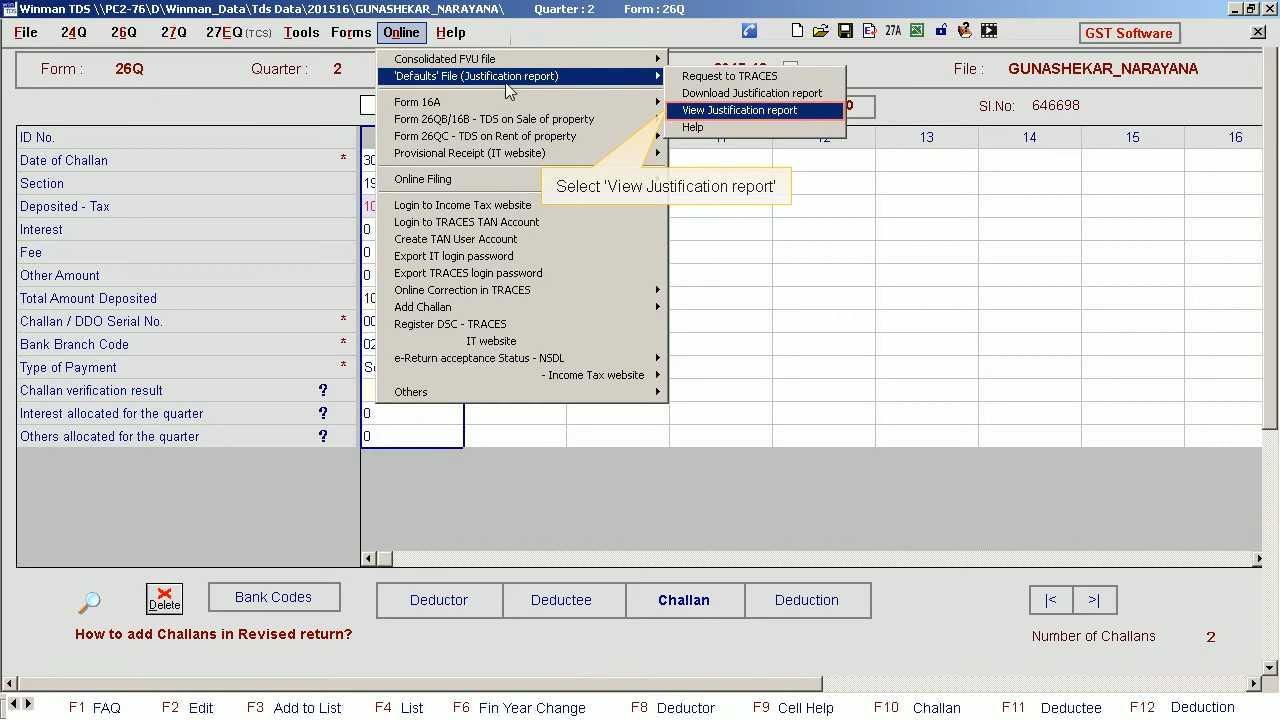 Winman TDS \\PC2-76\D\Winman_Data\Tds Data\201516\GUNASHEKAR_NARAYANA\ Quarter : 2 Form : 26Q
File 24Q 26Q 27Q 27EQ (TCS) Tools Forms Online Help 27A GST Software
Form : 26Q Quarter : 2 File : GUNASHEKAR_NARAYANA
Sl.No: 646698
Consolidated FVU file
'Defaults' File (Justification report)
Form 16A
Form 26QB/16B - TDS on Sale of property
Form 26QC - TDS on Rent of property
Provisional Receipt (IT website)
Online Filing
Login to Income Tax website
Login to TRACES TAN Account
Create TAN User Account
Export IT login password
Export TRACES login password
Online Correction in TRACES
Add Challan
Register DSC - TRACES
IT website
e-Return acceptance Status - NSDL
- Income Tax website
Others
Request to TRACES
Download Justification report
View Justification report
Help
Select 'View Justification report'
ID No. 12 13 14 15 16
Date of Challan *
Section
Deposited - Tax
Interest 0
Fee 0
Other Amount 0
Total Amount Deposited
Challan / DDO Serial No. *
Bank Branch Code *
Type of Payment *
Challan verification result ?
Interest allocated for the quarter ? 0
Others allocated for the quarter ? 0
Delete
Bank Codes
Deductor Deductee Challan Deduction
|< >|
How to add Challans in Revised return?
Number of Challans 2
F1 FAQ F2 Edit F3 Add to List F4 List F6 Fin Year Change F8 Deductor F9 Cell Help F10 Challan F11 Deductee F12 Deduction